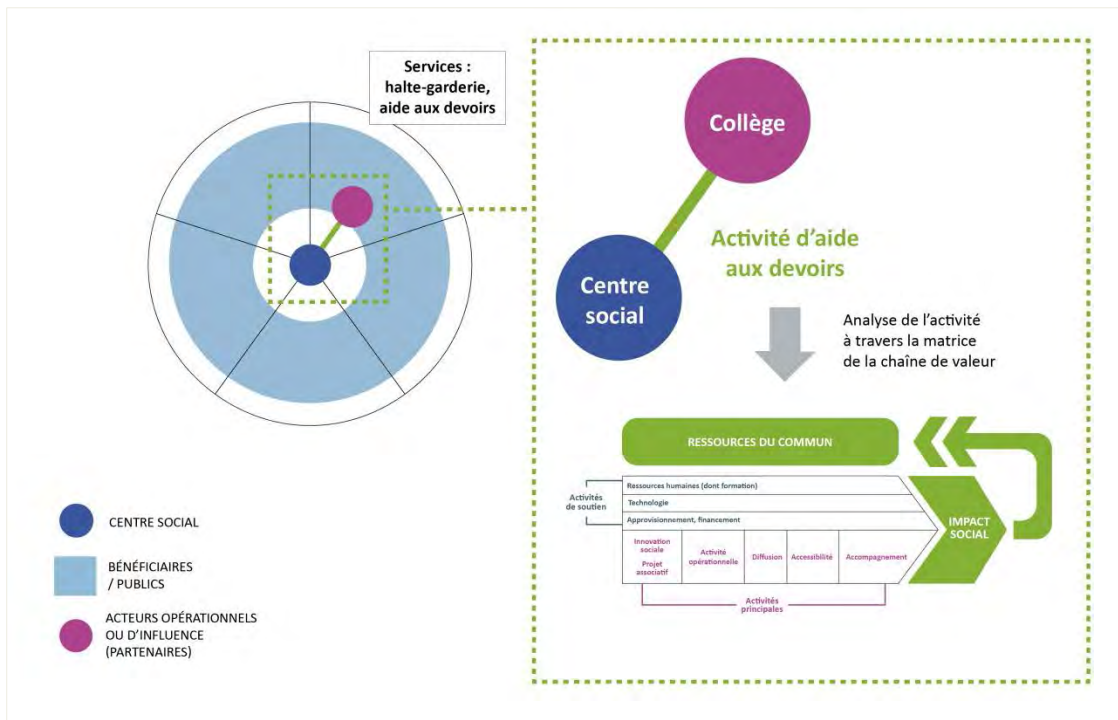 Services :
halte-garderie,
aide aux devoirs
CENTRE SOCIAL
BÉNÉFICIAIRES
/ PUBLICS
ACTEURS OPÉRATIONNELS
OU D'INFLUENCE
(PARTENAIRES)
Collège
Centre
social
Activité d'aide
aux devoirs
Analyse de l'activité
à travers la matrice
de la chaîne de valeur
RESSOURCES DU COMMUN
Activités
de soutien
Ressources humaines (dont formation)
Technologie
Approvisionnement, financement
Innovation
sociale
Projet
associatif
Activité
opérationnelle
Diffusion
Accessibilité
Accompagnement
IMPACT
SOCIAL
Activités
principales